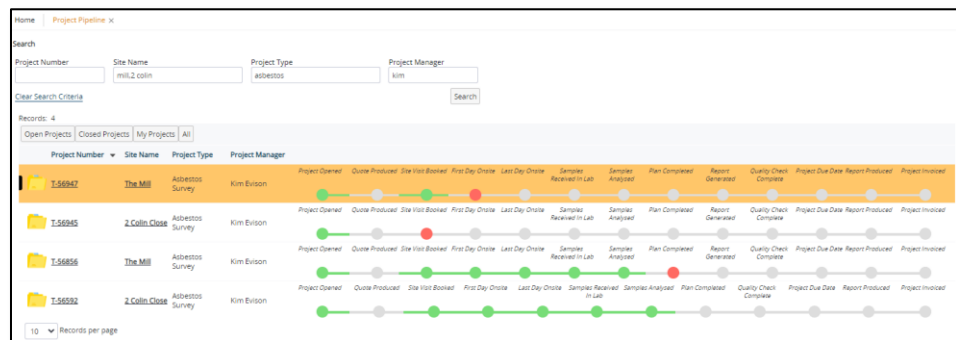 Home Project Pipeline ×
Search
Project Number Site Name Project Type Project Manager
mill,2 colin asbestos kim
Clear Search Criteria Search
Records: 4
Open Projects Closed Projects My Projects All
Project Number Site Name Project Type Project Manager
T-56947 The Mill Asbestos Survey Kim Evison Project Opened Quote Produced Site Visit Booked First Day Onsite Last Day Onsite Samples Received In Lab Samples Analysed Plan Completed Report Generated Quality Check Complete Project Due Date Report Produced Project Invoiced
T-56945 2 Colin Close Asbestos Survey Kim Evison Project Opened Quote Produced Site Visit Booked First Day Onsite Last Day Onsite Samples Received In Lab Samples Analysed Plan Completed Report Generated Quality Check Complete Project Due Date Report Produced Project Invoiced
T-56856 The Mill Asbestos Survey Kim Evison Project Opened Quote Produced Site Visit Booked First Day Onsite Last Day Onsite Samples Received In Lab Samples Analysed Plan Completed Report Generated Quality Check Complete Project Due Date Report Produced Project Invoiced
T-56592 2 Colin Close Asbestos Survey Kim Evison Project Opened Quote Produced Site Visit Booked First Day Onsite Last Day Onsite Samples Received In Lab Samples Analysed Plan Completed Quality Check Complete Project Due Date Report Produced Project Invoiced
10 Records per page